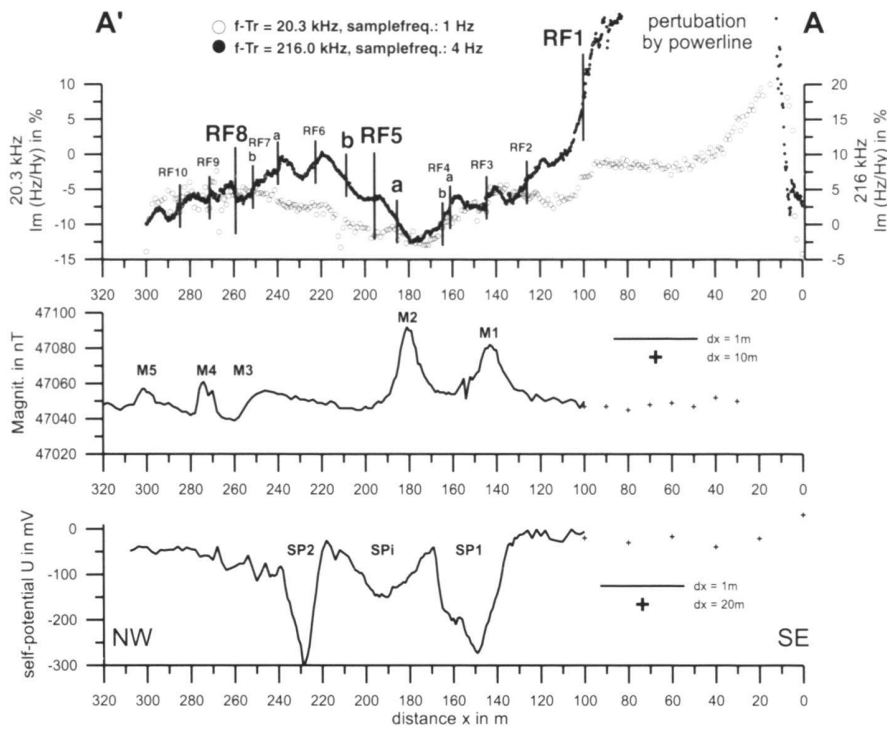 A'
f-Tr = 20.3 kHz, samplefreq.: 1 Hz
f-Tr = 216.0 kHz, samplefreq.: 4 Hz
RF1
pertubation
by powerline
A
20.3 kHz
Im (Hz/Hy) in %
10
5
0
-5
-10
-15
RF10
RF9
RF8
b
RF7
a
RF6
b
RF5
a
RF4
b
a
RF3
RF2
20
15
10
5
0
-5
216 kHz
Im (Hz/Hy) in %
320 300 280 260 240 220 200 180 160 140 120 100 80 60 40 20 0
Magnit. in nT
47100
47080
47060
47040
47020
M5
M4
M3
M2
M1
dx = 1m
dx = 10m
320 300 280 260 240 220 200 180 160 140 120 100 80 60 40 20 0
self-potential U in mV
0
-100
-200
-300
SP2
SPi
SP1
dx = 1m
dx = 20m
NW
SE
320 300 280 260 240 220 200 180 160 140 120 100 80 60 40 20 0
distance x in m